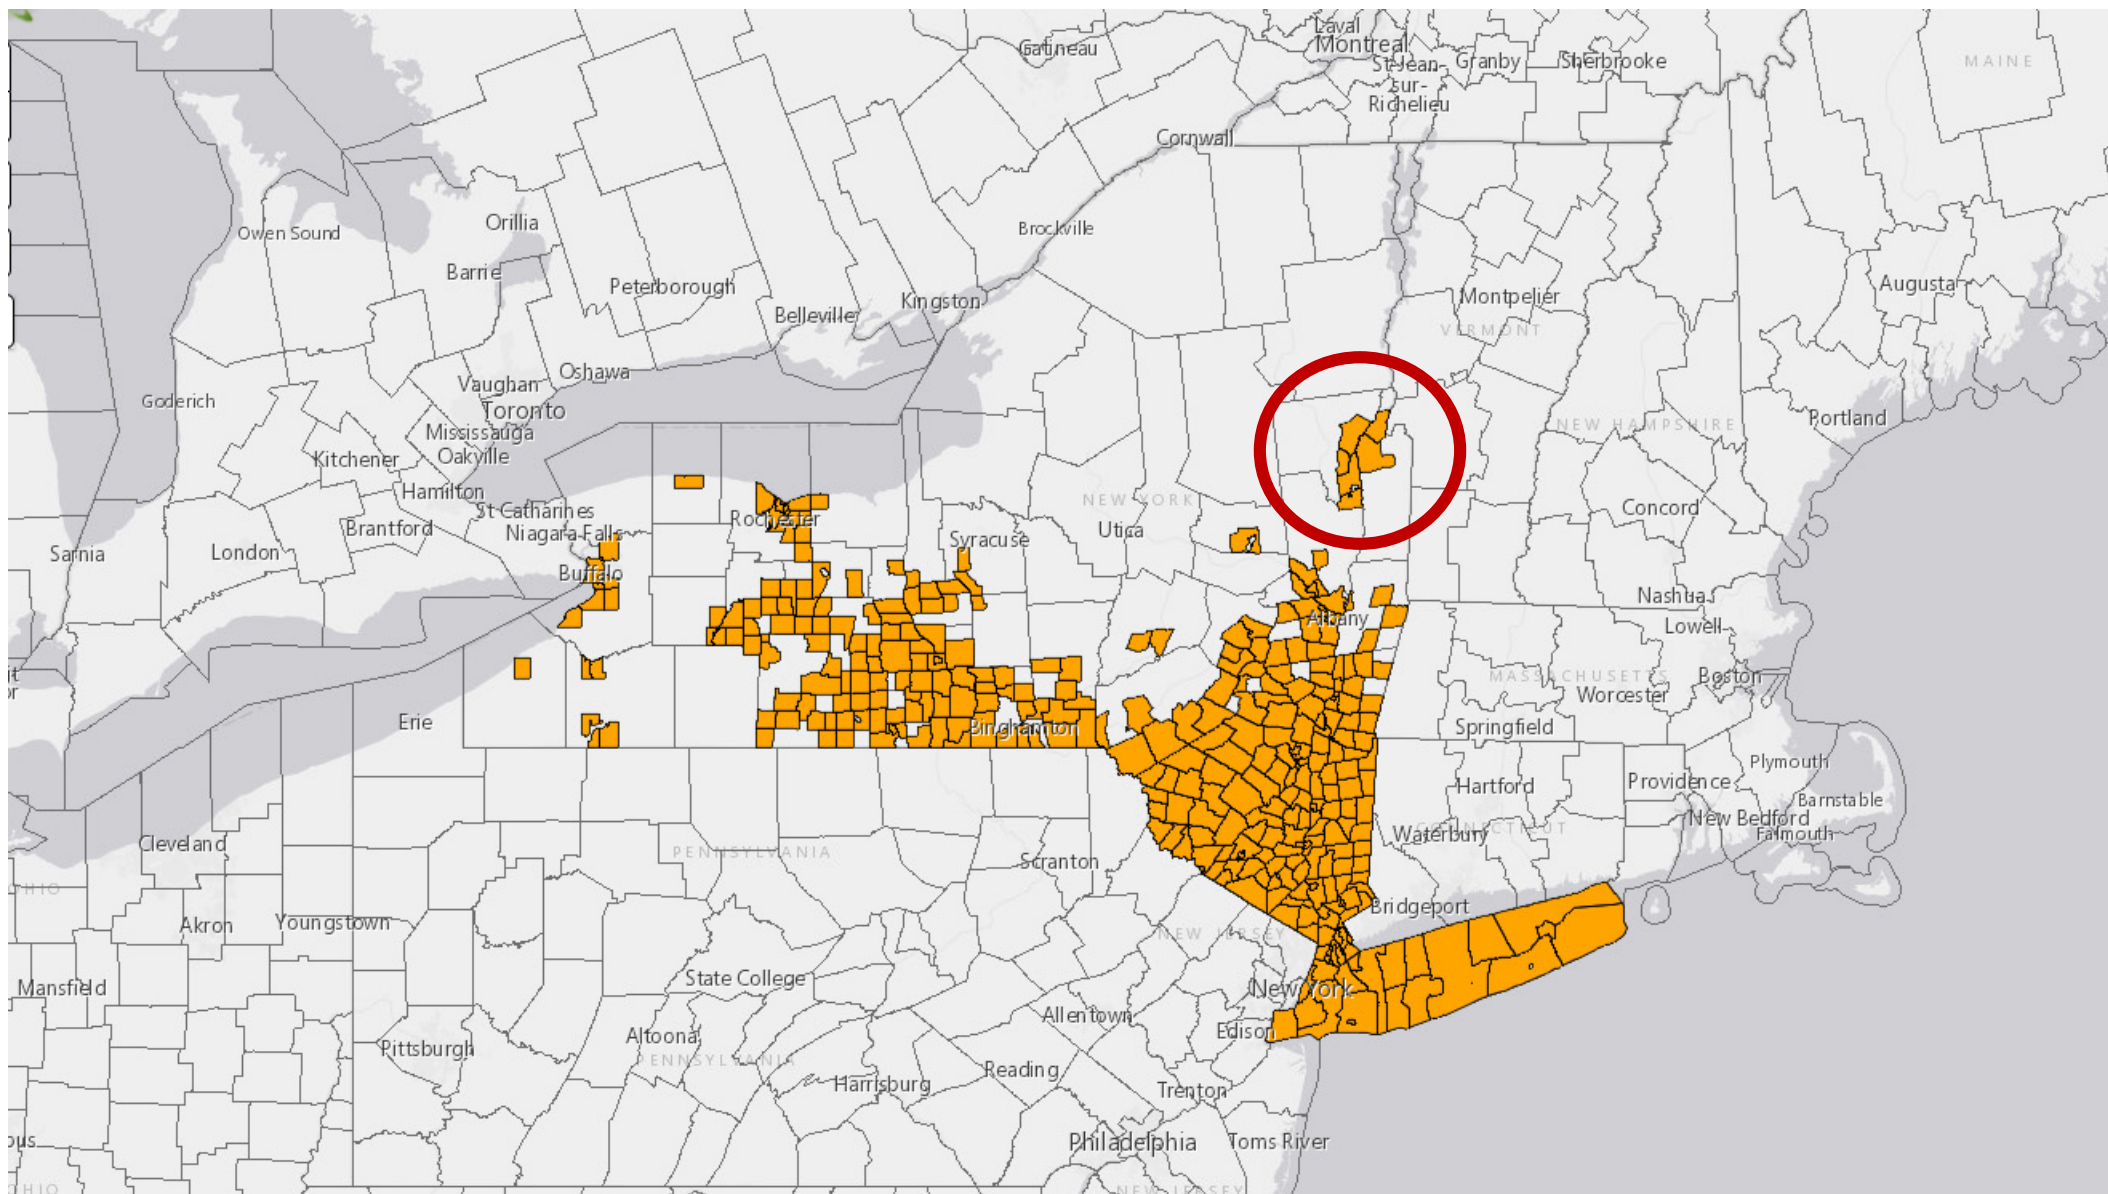 Laval
Montreal
Gatineau
St-Jean-
sur-
Richelieu
Granby
Sherbrooke
MAINE
Cornwall
Owen Sound
Orillia
Brockville
Barrie
Peterborough
Belleville
Kingston
Montpelier
VERMONT
Augusta
Oshawa
Vaughan
Toronto
Goderich
Mississauga
Oakville
Kitchener
Hamilton
NEW HAMPSHIRE
Portland
St Catharines
Niagara Falls
Brantford
London
Sarnia
Buffalo
Rochester
Syracuse
NEW YORK
Utica
Concord
Nashua
Lowell
Albany
MASSACHUSETTS
Boston
Worcester
Springfield
Erie
Binghamton
Plymouth
Hartford
Providence
Barnstable
New Bedford
Falmouth
CONNECTICUT
Waterbury
Cleveland
PENNSYLVANIA
Scranton
OHIO
Akron
Youngstown
Bridgeport
NEW JERSEY
State College
Mansfield
New York
Allentown
Edison
Altoona
Pittsburgh
PENNSYLVANIA
Reading
Harrisburg
Trenton
Philadelphia
Toms River
bus
OHIO
NEW JERSEY